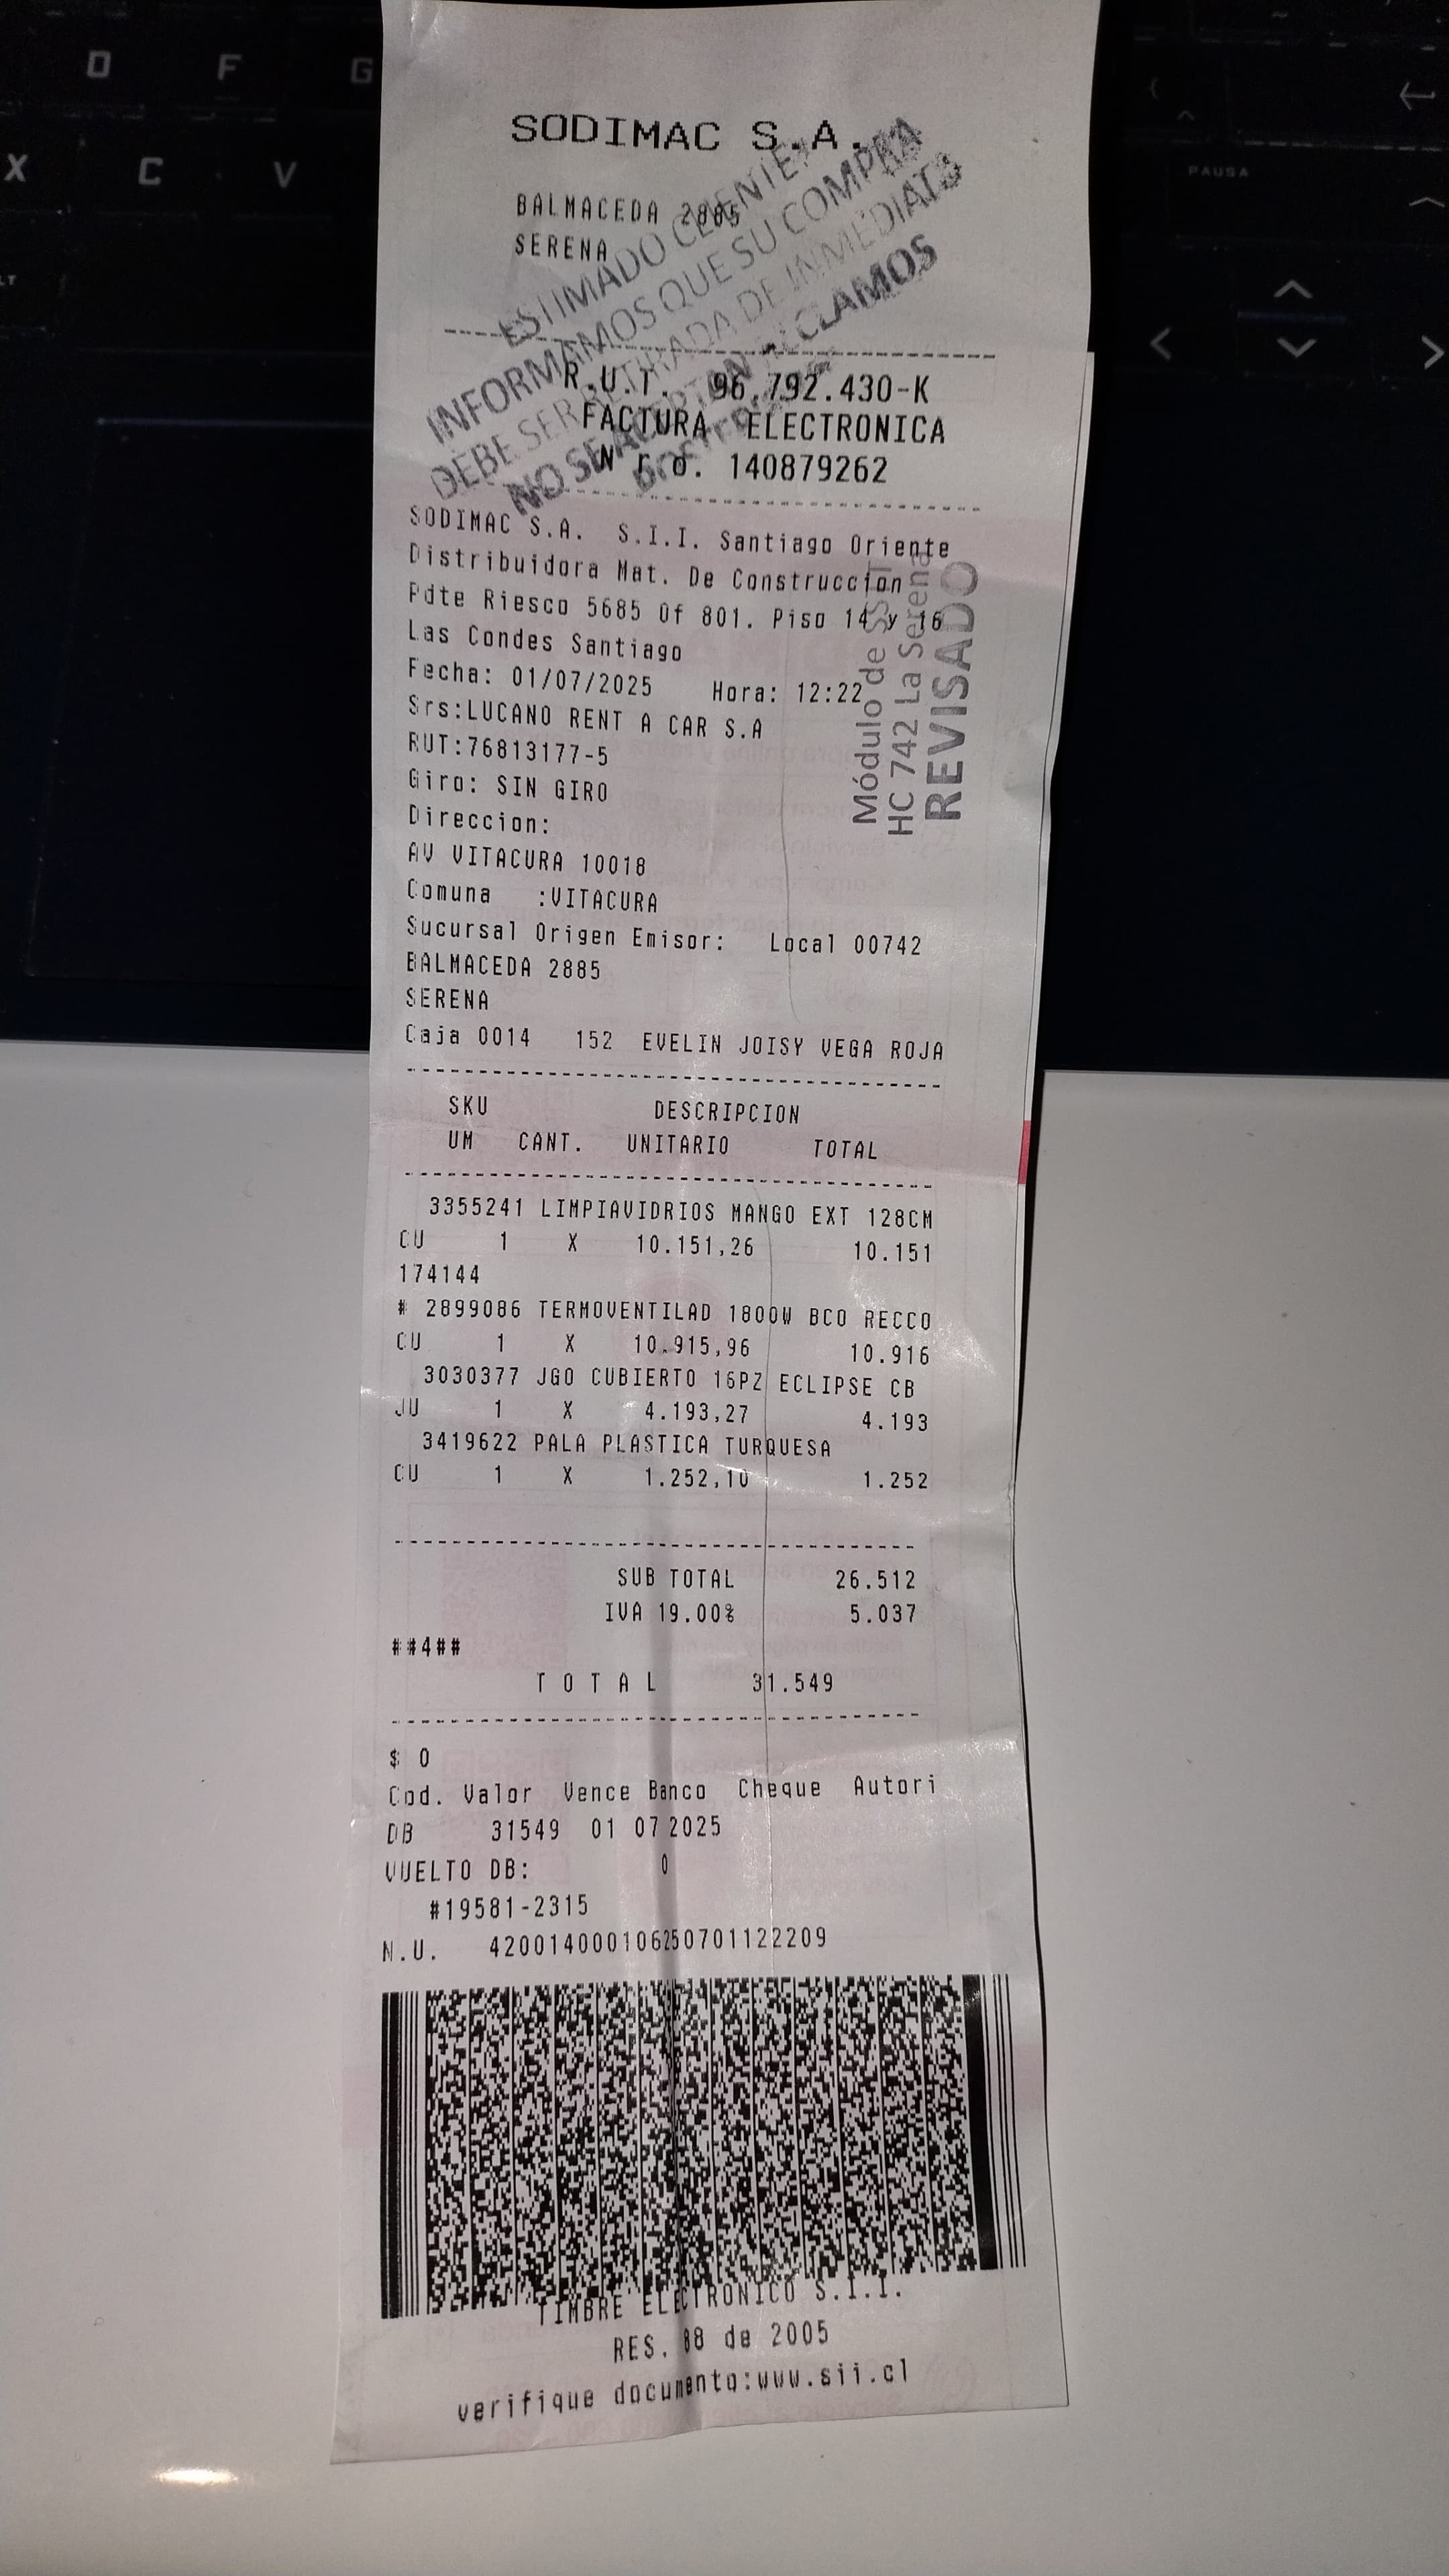 SODIMAC S.A.
BALMACEDA 2885
SERENA
ESTIMADO CLIENTE:
INFORMAMOS QUE SU COMPRA
DEBE SER RETIRADA DE INMEDIATO
NO SE ACEPTAN RECLAMOS
R.U.T. 96.792.430-K
FACTURA ELECTRONICA
Nro. 140879262
SODIMAC S.A. S.I.I. Santiago Oriente
Distribuidora Mat. De Construccion
Pdte Riesco 5685 Of 801. Piso 14 y 16
Las Condes Santiago
Fecha: 01/07/2025 Hora: 12:22
Módulo de
HC 742 La Serena
REVISADO
Srs:LUCANO RENT A CAR S.A
RUT:76813177-5
Giro: SIN GIRO
Direccion:
AV VITACURA 10018
Comuna :VITACURA
Sucursal Origen Emisor: Local 00742
BALMACEDA 2885
SERENA
Caja 0014 152 EVELIN JOISY VEGA ROJA
SKU DESCRIPCION
UM CANT. UNITARIO TOTAL
3355241 LIMPIAVIDRIOS MANGO EXT 128CM
CU 1 X 10.151,26 10.151
174144
# 2899086 TERMOVENTILAD 1800W BCO RECCO
CU 1 X 10.915,96 10.916
3030377 JGO CUBIERTO 16PZ ECLIPSE CB
JU 1 X 4.193,27 4.193
3419622 PALA PLASTICA TURQUESA
CU 1 X 1.252,10 1.252
SUB TOTAL 26.512
IVA 19.00% 5.037
##4##
T O T A L 31.549
$ 0
Cod. Valor Vence Banco Cheque Autori
DB 31549 01 07 2025
VUELTO DB: 0
#19581-2315
N.U. 420014000106250701122209
TIMBRE ELECTRONICO S.I.I.
RES. 88 de 2005
verifique documento:www.sii.cl
D F G
X C V
PAUSA